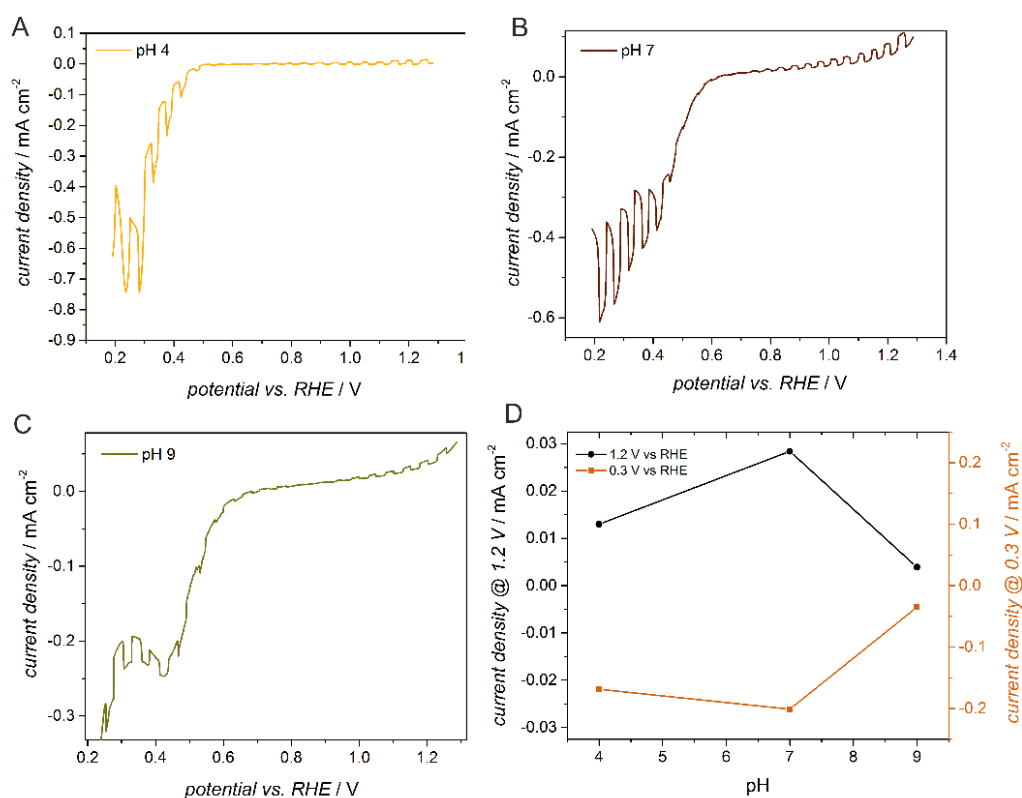 A
pH 4
0.1
0.0
-0.1
-0.2
-0.3
-0.4
-0.5
-0.6
-0.7
-0.8
-0.9
current density / mA cm-2
0.2 0.4 0.6 0.8 1.0 1.2 1
potential vs. RHE / V
B
pH 7
0.0
-0.2
-0.4
-0.6
current density / mA cm-2
0.2 0.4 0.6 0.8 1.0 1.2 1.4
potential vs. RHE / V
C
pH 9
0.0
-0.1
-0.2
-0.3
current density / mA cm-2
0.2 0.4 0.6 0.8 1.0 1.2
potential vs. RHE / V
D
1.2 V vs RHE
0.3 V vs RHE
0.03
0.02
0.01
0.00
-0.01
-0.02
-0.03
current density @ 1.2 V / mA cm-2
0.2
0.1
0.0
-0.1
-0.2
current density @ 0.3 V / mA cm-2
4 5 6 7 8 9
pH